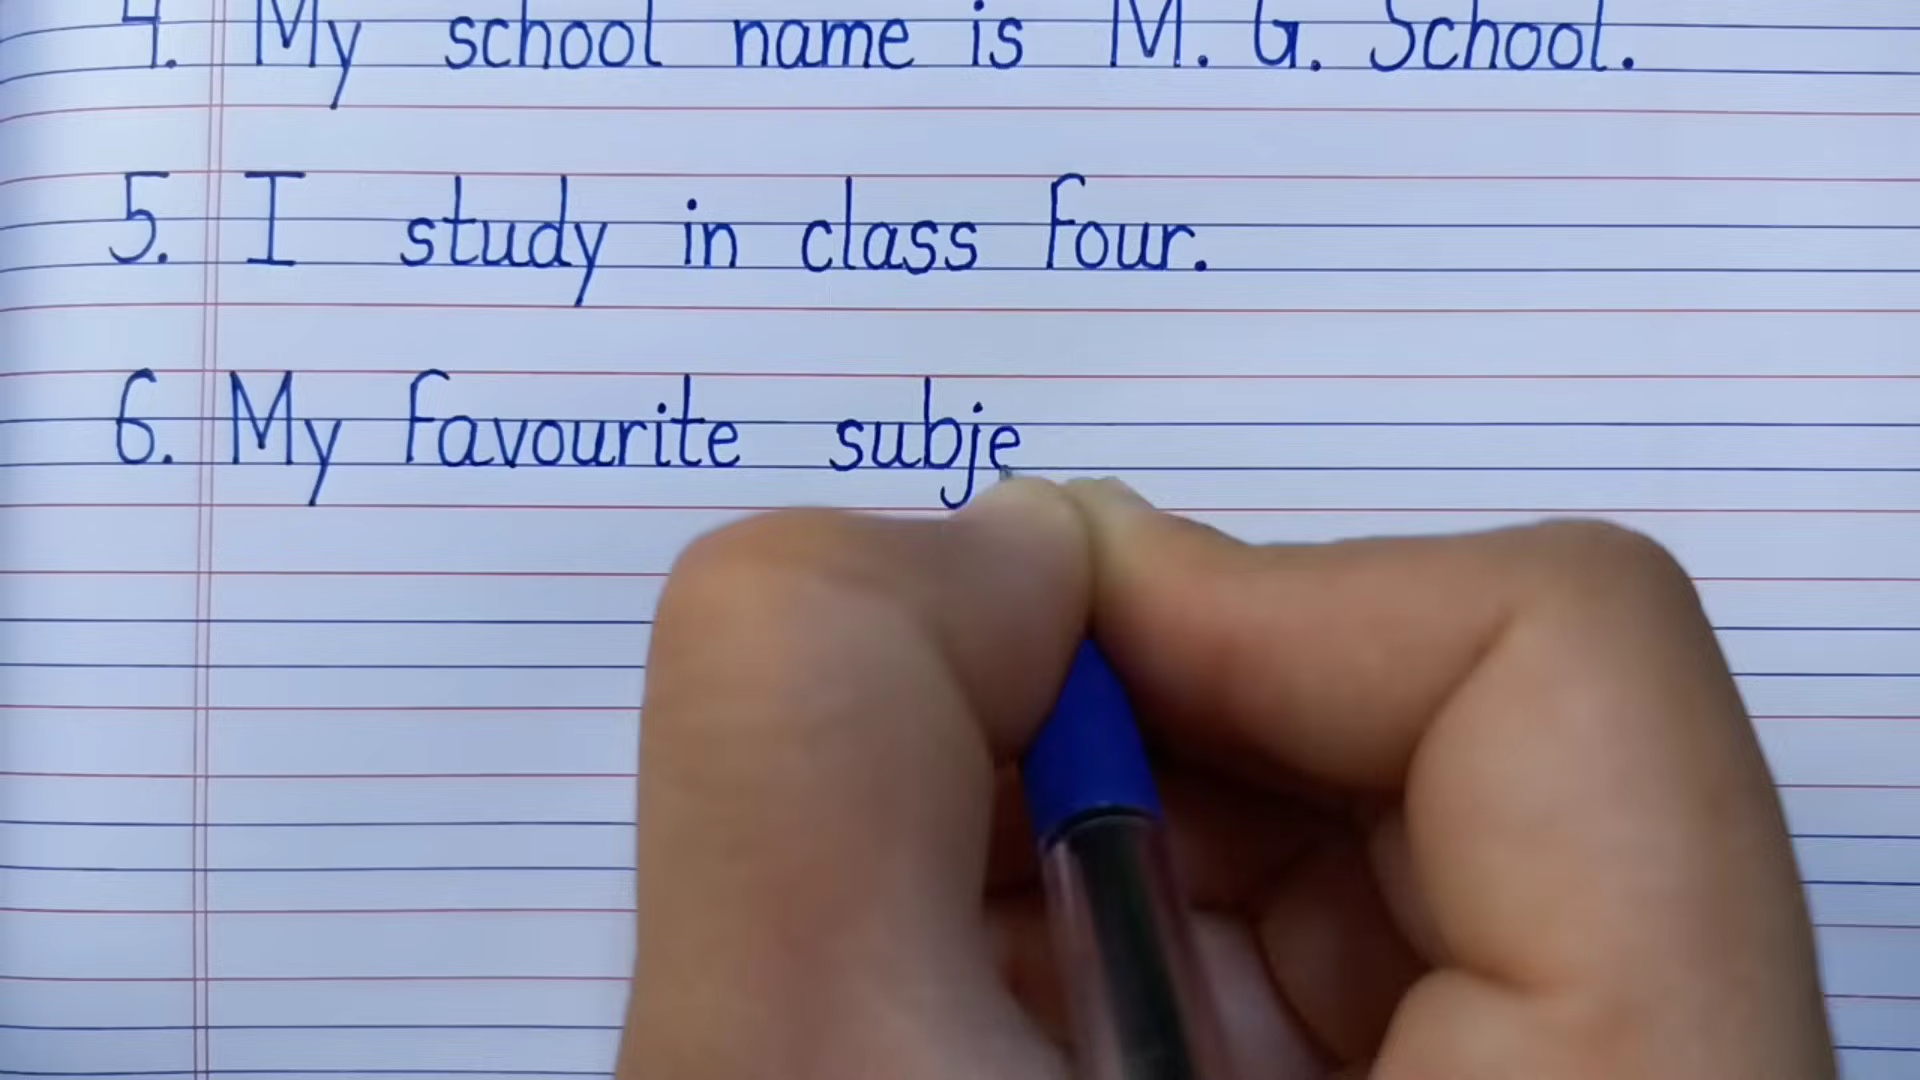 4. My school name is M. G. School.
5. I study in class four.
6. My favourite subje